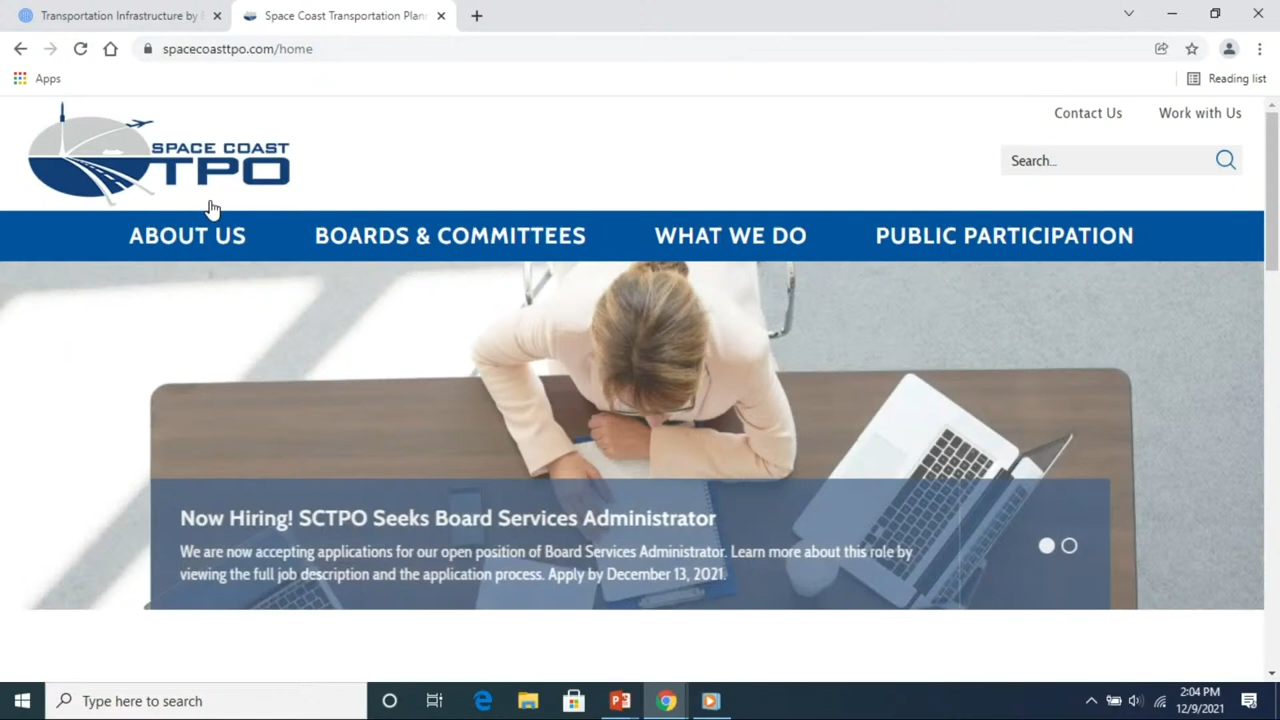 Transportation Infrastructure by
Space Coast Transportation Plan
spacecoasttpo.com/home
Apps
Reading list
Contact Us
Work with Us
SPACE COAST
TPO
Search...
ABOUT US
BOARDS & COMMITTEES
WHAT WE DO
PUBLIC PARTICIPATION
Now Hiring! SCTPO Seeks Board Services Administrator
We are now accepting applications for our open position of Board Services Administrator. Learn more about this role by
viewing the full job description and the application process. Apply by December 13, 2021.
Type here to search
2:04 PM
12/9/2021